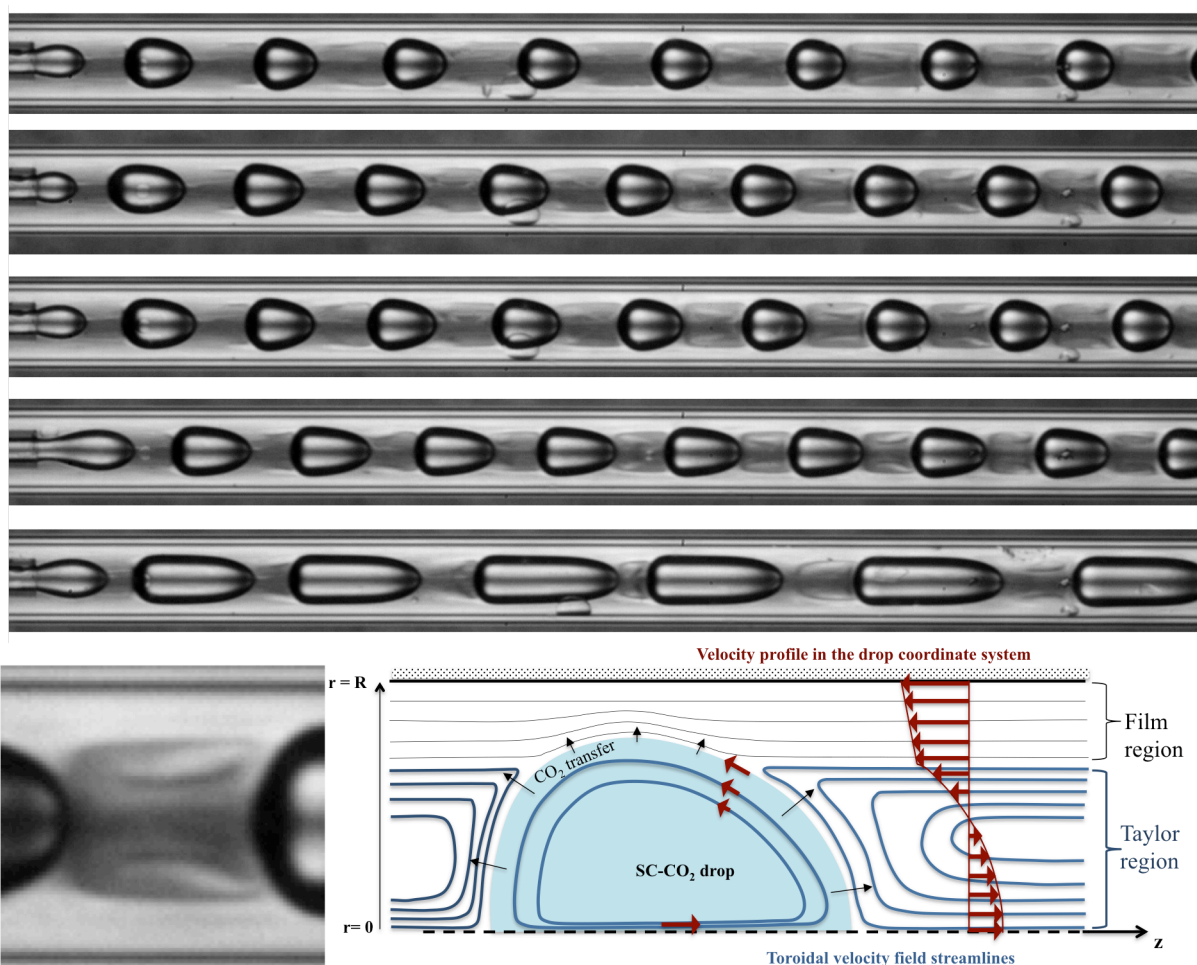 Velocity profile in the drop coordinate system
r = R
Film
region
CO₂ transfer
Taylor
region
SC-CO₂ drop
r= 0
z
Toroidal velocity field streamlines